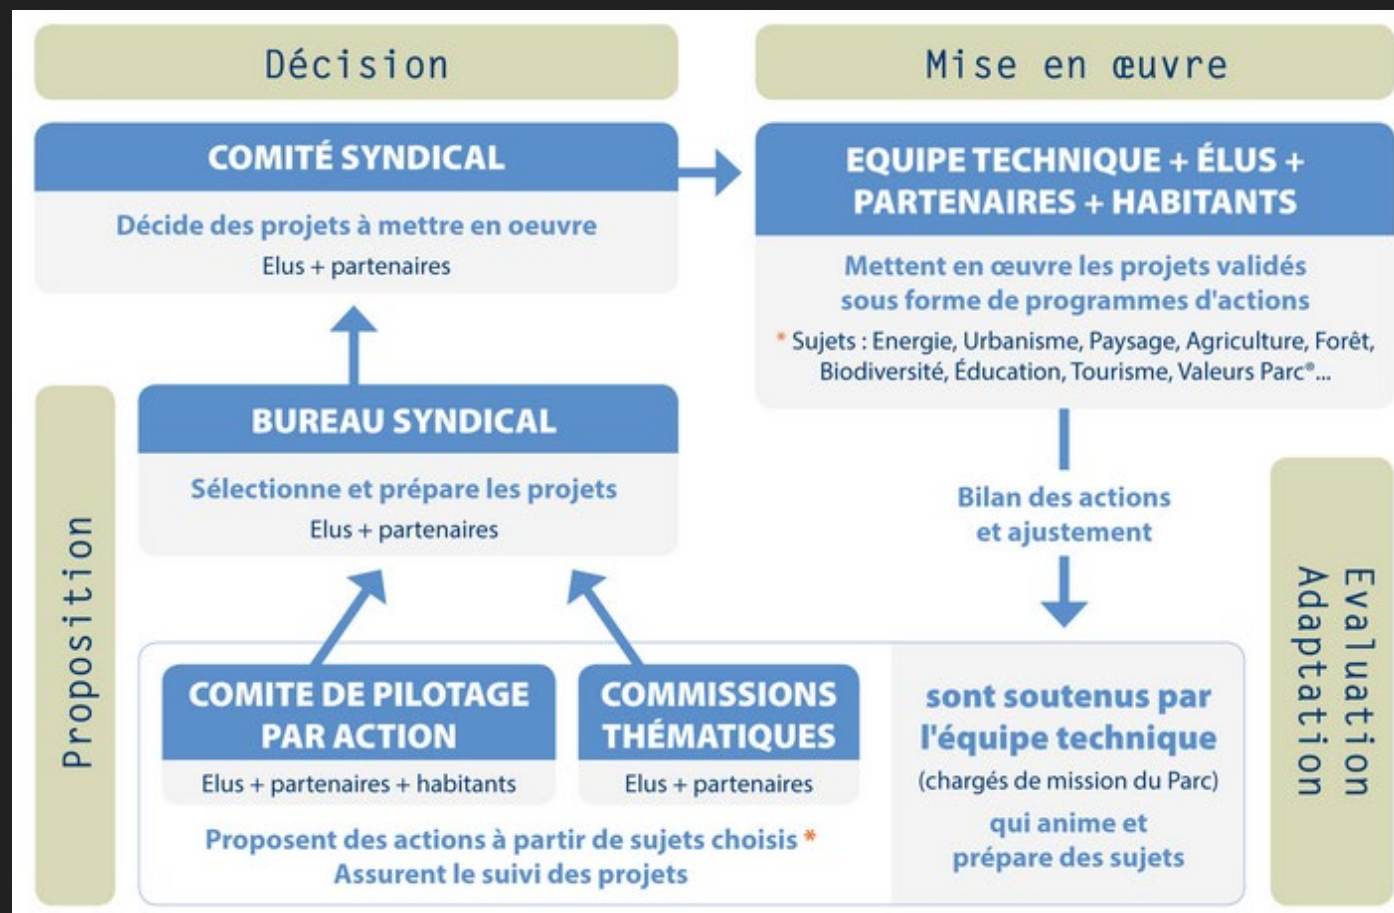 Décision
Mise en œuvre
COMITÉ SYNDICAL
Décide des projets à mettre en oeuvre
Elus + partenaires
EQUIPE TECHNIQUE + ÉLUS +
PARTENAIRES + HABITANTS
Mettent en œuvre les projets validés
sous forme de programmes d'actions
* Sujets : Energie, Urbanisme, Paysage, Agriculture, Forêt,
Biodiversité, Éducation, Tourisme, Valeurs Parc®...
Proposition
BUREAU SYNDICAL
Sélectionne et prépare les projets
Elus + partenaires
Bilan des actions
et ajustement
Evaluation
Adaptation
COMITE DE PILOTAGE
PAR ACTION
Elus + partenaires + habitants
COMMISSIONS
THÉMATIQUES
Elus + partenaires
Proposent des actions à partir de sujets choisis *
Assurent le suivi des projets
sont soutenus par
l'équipe technique
(chargés de mission du Parc)
qui anime et
prépare des sujets